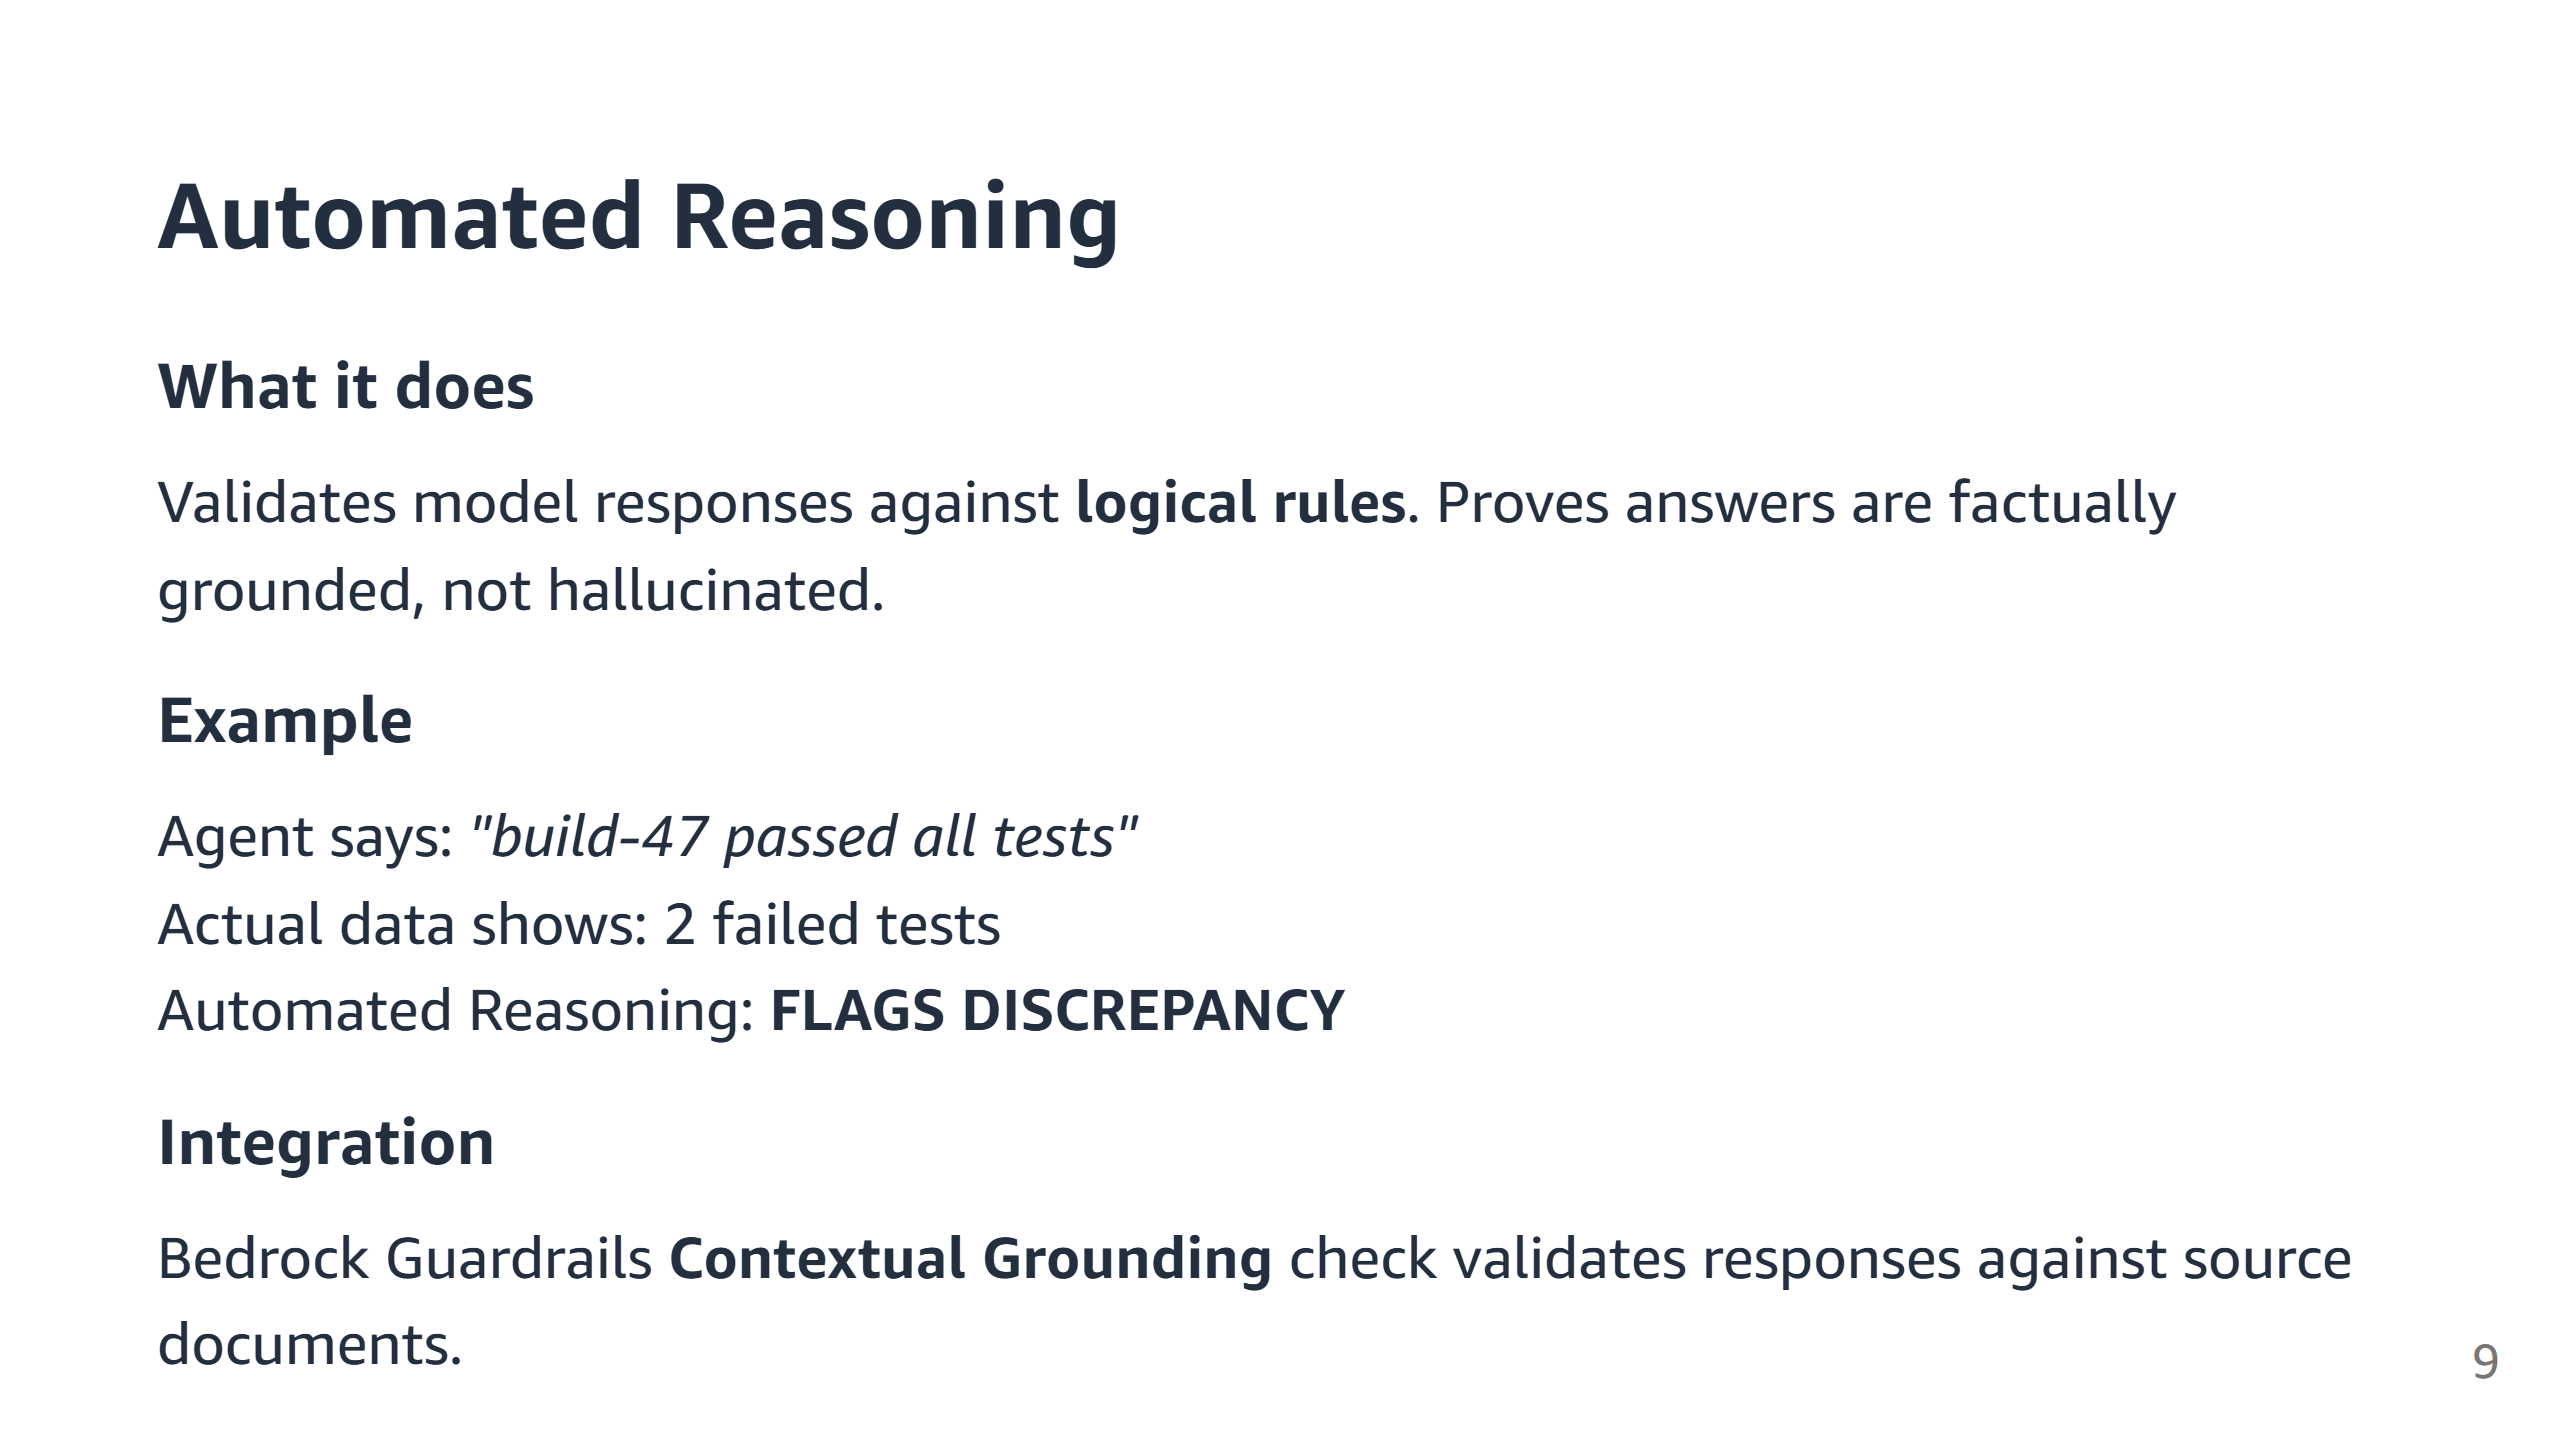 Automated Reasoning
What it does
Validates model responses against logical rules. Proves answers are factually
grounded, not hallucinated.
Example
Agent says: "build-47 passed all tests"
Actual data shows: 2 failed tests
Automated Reasoning: FLAGS DISCREPANCY
Integration
Bedrock Guardrails Contextual Grounding check validates responses against source
documents.
9